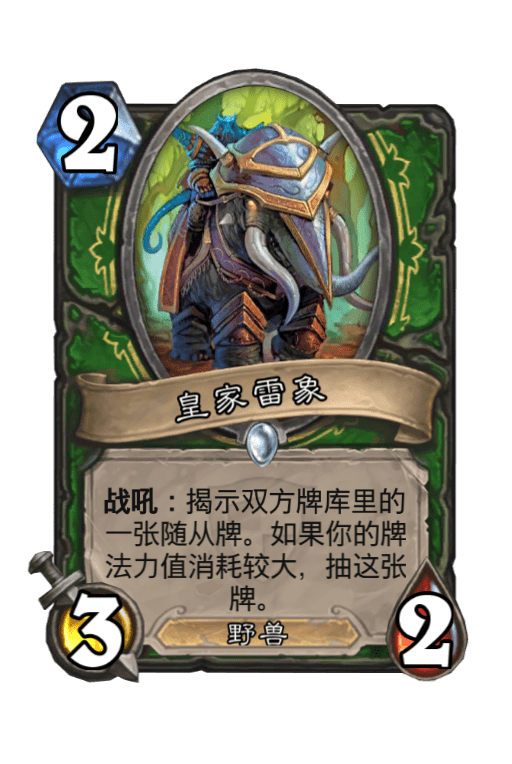 2
皇家雷象
战吼：揭示双方牌库里的
一张随从牌。如果你的牌
法力值消耗较大，抽这张
牌。
3
野兽
2